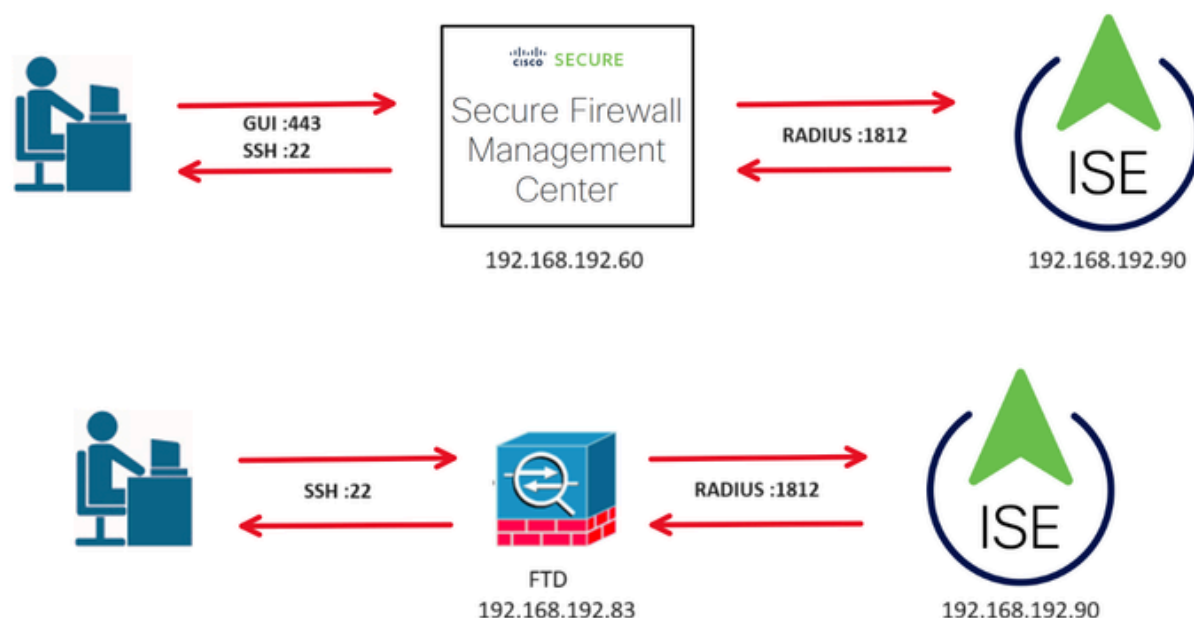 CISCO SECURE
Secure Firewall
Management
Center
GUI :443
SSH :22
RADIUS :1812
ISE
192.168.192.60
192.168.192.90
SSH :22
RADIUS :1812
ISE
FTD
192.168.192.83
192.168.192.90